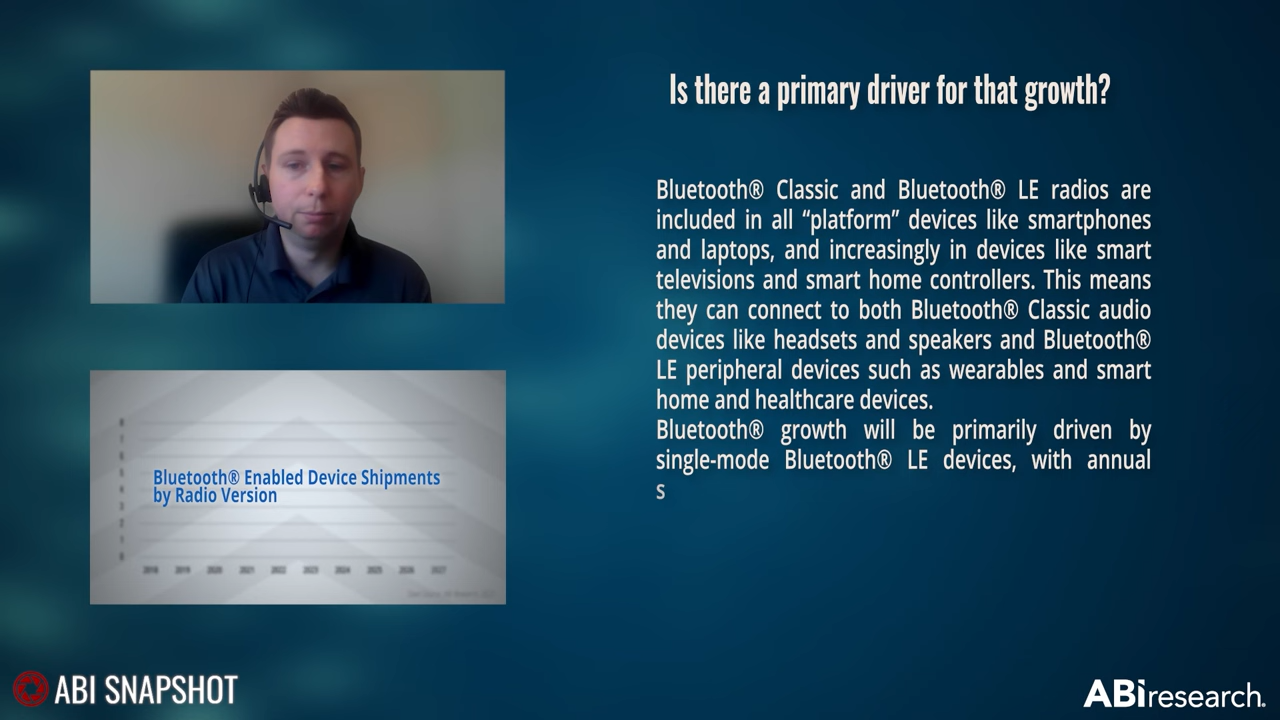 Is there a primary driver for that growth?
Bluetooth® Classic and Bluetooth® LE radios are
included in all “platform” devices like smartphones
and laptops, and increasingly in devices like smart
televisions and smart home controllers. This means
they can connect to both Bluetooth® Classic audio
devices like headsets and speakers and Bluetooth®
LE peripheral devices such as wearables and smart
home and healthcare devices.
Bluetooth® growth will be primarily driven by
single-mode Bluetooth® LE devices, with annual
s
Bluetooth® Enabled Device Shipments
by Radio Version
2018 2019 2020 2021 2022 2023 2024 2025 2026 2027
ABI SNAPSHOT
ABIresearch.